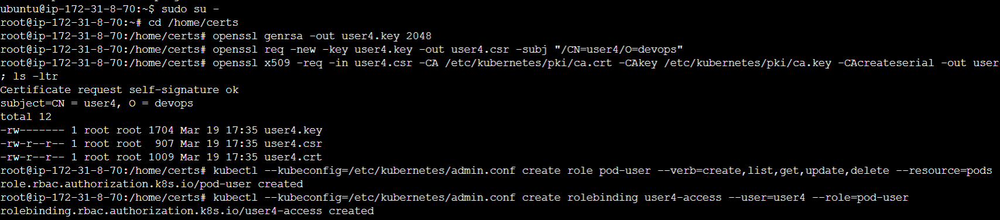 ubuntu@ip-172-31-8-70:~$ sudo su -
root@ip-172-31-8-70:~# cd /home/certs
root@ip-172-31-8-70:/home/certs# openssl genrsa -out user4.key 2048
root@ip-172-31-8-70:/home/certs# openssl req -new -key user4.key -out user4.csr -subj "/CN=user4/O=devops"
root@ip-172-31-8-70:/home/certs# openssl x509 -req -in user4.csr -CA /etc/kubernetes/pki/ca.crt -CAkey /etc/kubernetes/pki/ca.key -CAcreateserial -out user
; ls -ltr
Certificate request self-signature ok
subject=CN = user4, O = devops
total 12
-rw------- 1 root root 1704 Mar 19 17:35 user4.key
-rw-r--r-- 1 root root  907 Mar 19 17:35 user4.csr
-rw-r--r-- 1 root root 1009 Mar 19 17:35 user4.crt
root@ip-172-31-8-70:/home/certs# kubectl --kubeconfig=/etc/kubernetes/admin.conf create role pod-user --verb=create,list,get,update,delete --resource=pods
role.rbac.authorization.k8s.io/pod-user created
root@ip-172-31-8-70:/home/certs# kubectl --kubeconfig=/etc/kubernetes/admin.conf create rolebinding user4-access --user=user4 --role=pod-user
rolebinding.rbac.authorization.k8s.io/user4-access created